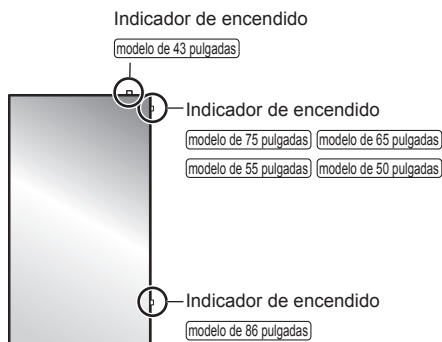 Indicador de encendido
modelo de 43 pulgadas
Indicador de encendido
modelo de 75 pulgadas modelo de 65 pulgadas
modelo de 55 pulgadas modelo de 50 pulgadas
Indicador de encendido
modelo de 86 pulgadas